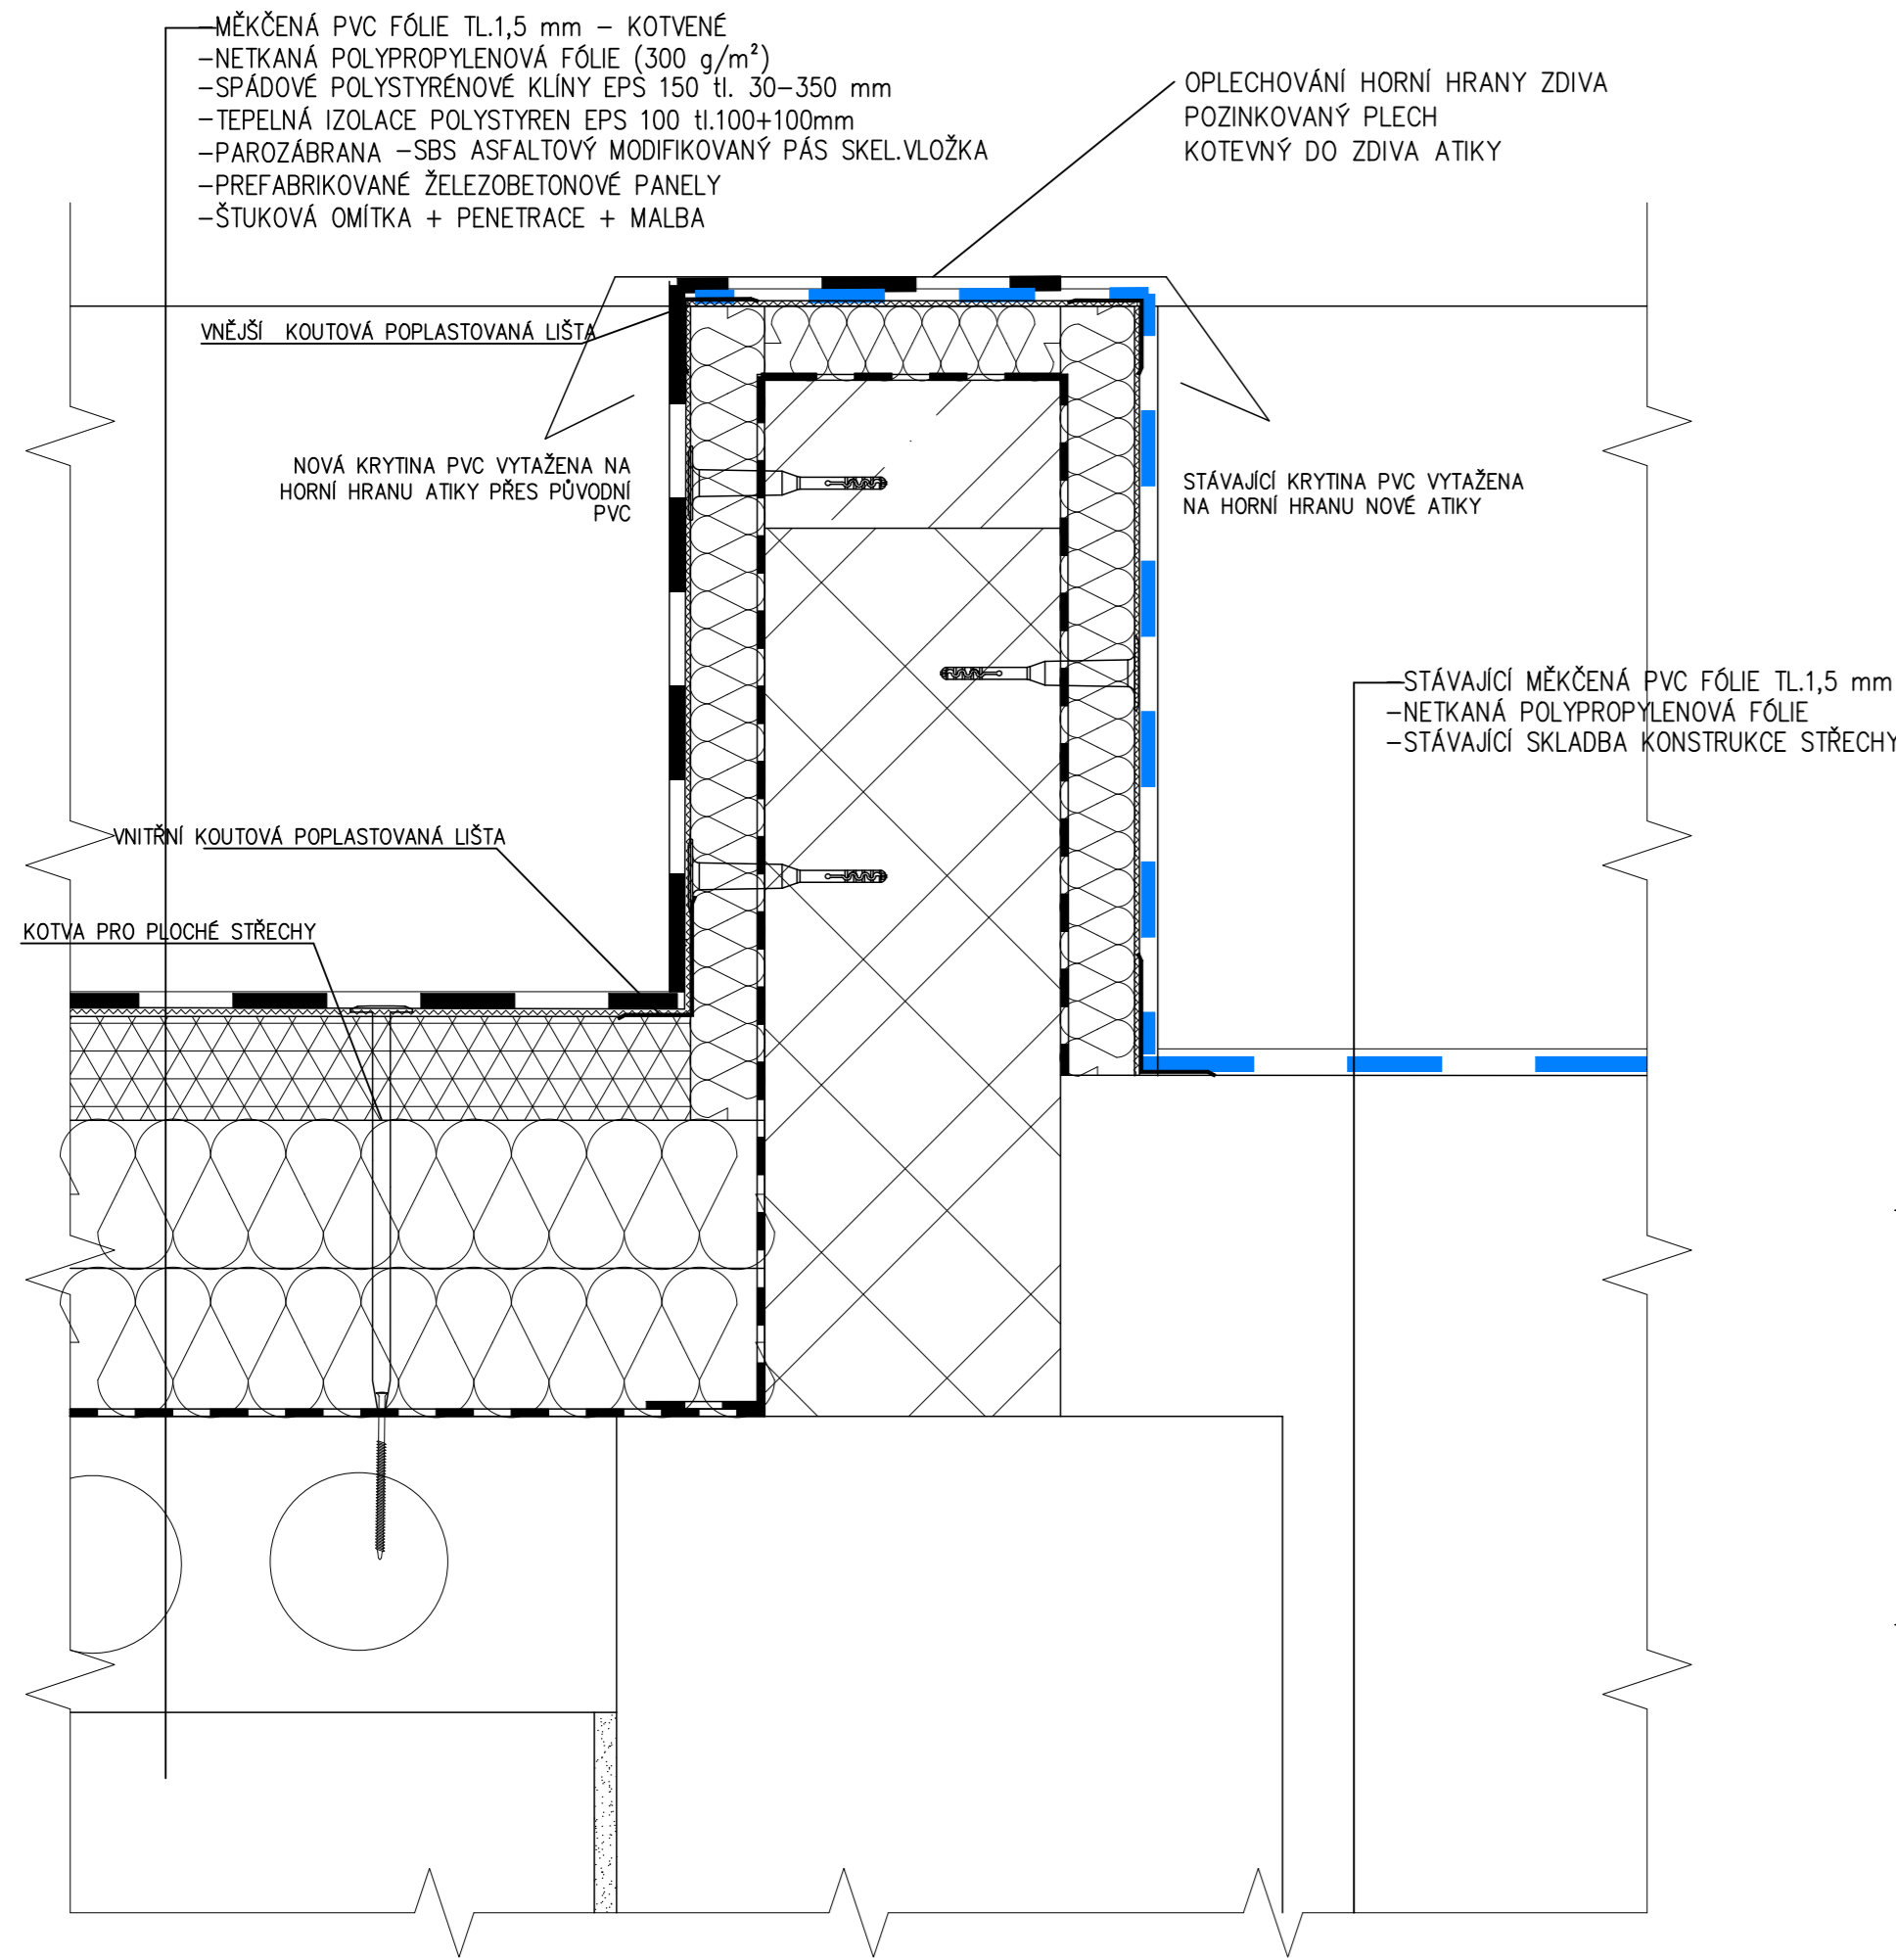 -MĚKČENÁ PVC FÓLIE TL.1,5 mm - KOTVENÉ
-NETKANÁ POLYPROPYLENOVÁ FÓLIE (300 g/m²)
-SPÁDOVÉ POLYSTYRÉNOVÉ KLÍNY EPS 150 tl. 30-350 mm
-TEPELNÁ IZOLACE POLYSTYREN EPS 100 tl.100+100mm
-PAROZÁBRANA -SBS ASFALTOVÝ MODIFIKOVANÝ PÁS SKEL.VLOŽKA
-PREFABRIKOVANÉ ŽELEZOBETONOVÉ PANELY
-ŠTUKOVÁ OMÍTKA + PENETRACE + MALBA
OPLECHOVÁNÍ HORNÍ HRANY ZDIVA
POZINKOVANÝ PLECH
KOTEVNÝ DO ZDIVA ATIKY
VNĚJŠÍ KOUTOVÁ POPLASTOVANÁ LIŠTA
NOVÁ KRYTINA PVC VYTAŽENA NA
HORNÍ HRANU ATIKY PŘES PŮVODNÍ
PVC
STÁVAJÍCÍ KRYTINA PVC VYTAŽENA
NA HORNÍ HRANU NOVÉ ATIKY
-STÁVAJÍCÍ MĚKČENÁ PVC FÓLIE TL.1,5 mm
-NETKANÁ POLYPROPYLENOVÁ FÓLIE
-STÁVAJÍCÍ SKLADBA KONSTRUKCE STŘECHY
VNITŘNÍ KOUTOVÁ POPLASTOVANÁ LIŠTA
KOTVA PRO PLOCHÉ STŘECHY